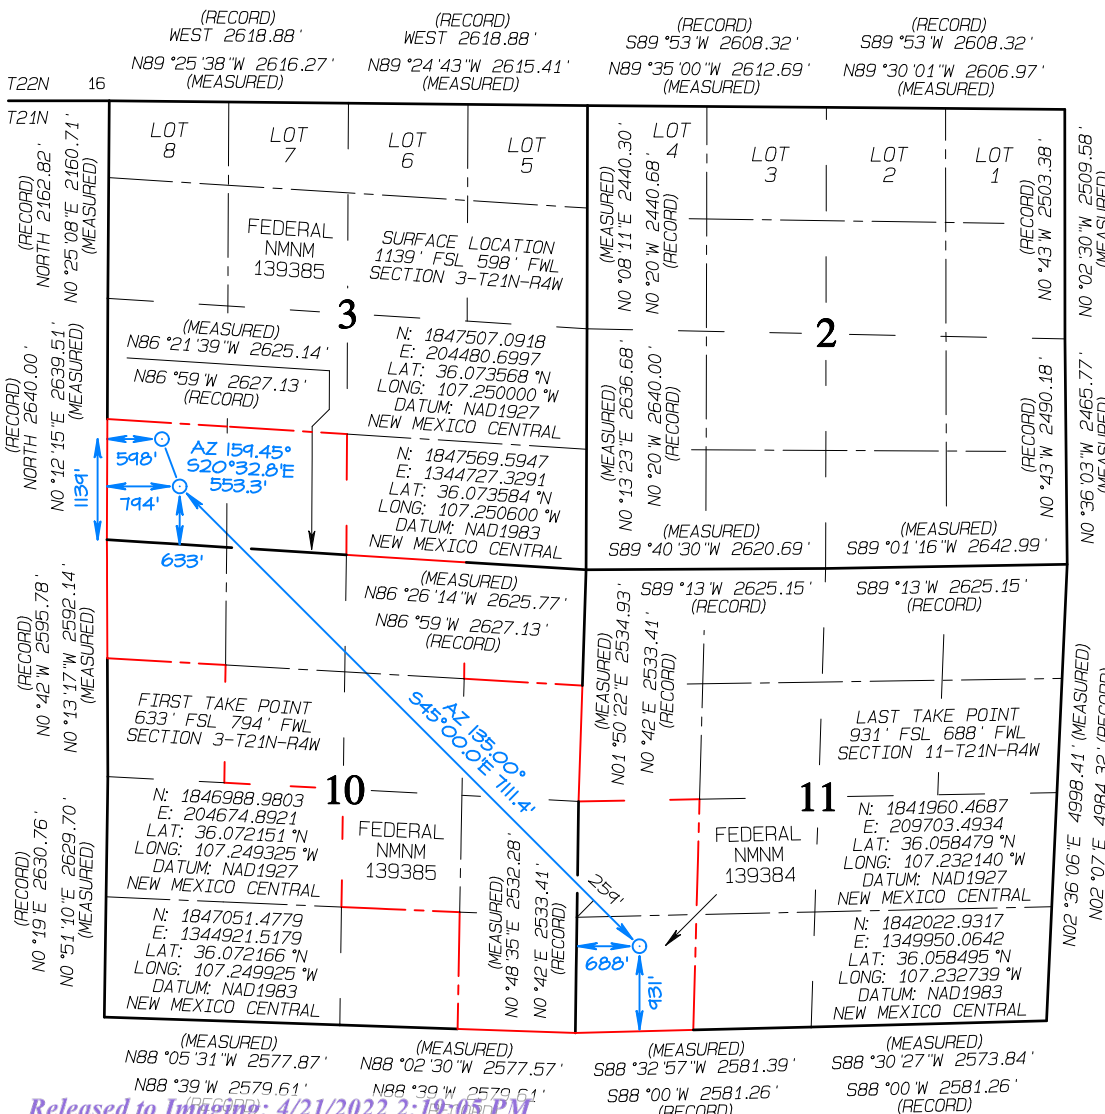 (RECORD)
WEST 2618.88'
N89°25'38"W 2616.27'
(MEASURED)
(RECORD)
WEST 2618.88'
N89°24'43"W 2615.41'
(MEASURED)
(RECORD)
S89°53'W 2608.32'
N89°35'00"W 2612.69'
(MEASURED)
(RECORD)
S89°53'W 2608.32'
N89°30'01"W 2606.97'
(MEASURED)
T22N 16
T21N
LOT
8
LOT
7
LOT
6
LOT
5
LOT
4
LOT
3
LOT
2
LOT
1
(RECORD)
NORTH 2162.82'
N0°25'08"E 2160.71'
(MEASURED)
(MEASURED)
N0°08'11"E 2440.30'
N0°20'W 2440.68'
(RECORD)
(RECORD)
N0°43'W 2503.38'
N0°02'30"W 2509.58'
(MEASURED)
FEDERAL
NMNM
139385
SURFACE LOCATION
1139' FSL 598' FWL
SECTION 3-T21N-R4W
3
2
(MEASURED)
N86°21'39"W 2625.14'
N86°59'W 2627.13'
(RECORD)
N: 1847507.0918
E: 204480.6997
LAT: 36.073568°N
LONG: 107.250000°W
DATUM: NAD1927
NEW MEXICO CENTRAL
N: 1847569.5947
E: 1344727.3291
LAT: 36.073584°N
LONG: 107.250600°W
DATUM: NAD1983
NEW MEXICO CENTRAL
(RECORD)
NORTH 2640.00'
N0°12'15"E 2639.51'
(MEASURED)
(MEASURED)
N0°13'23"E 2636.68'
N0°20'W 2640.00'
(RECORD)
(RECORD)
N0°43'W 2490.18'
N0°36'03"W 2465.77'
(MEASURED)
598'
AZ 159.45°
S20°32.8'E
553.3'
1139'
794'
633'
(MEASURED)
S89°40'30"W 2620.69'
(MEASURED)
S89°01'16"W 2642.99'
(MEASURED)
N86°26'14"W 2625.77'
N86°59'W 2627.13'
(RECORD)
S89°13'W 2625.15'
(RECORD)
S89°13'W 2625.15'
(RECORD)
(RECORD)
N0°42'W 2595.78'
N0°13'17"W 2592.14'
(MEASURED)
(MEASURED)
N01°50'22"E 2534.93'
N0°42'E 2533.41'
(RECORD)
FIRST TAKE POINT
633' FSL 794' FWL
SECTION 3-T21N-R4W
AZ 135.00°
S45°00.0'E 7111.4'
LAST TAKE POINT
931' FSL 688' FWL
SECTION 11-T21N-R4W
N02°36'06"E 4998.41' (MEASURED)
N02°07'E 4984.32' (RECORD)
10
11
N: 1846988.9803
E: 204674.8921
LAT: 36.072151°N
LONG: 107.249325°W
DATUM: NAD1927
NEW MEXICO CENTRAL
N: 1847051.4779
E: 1344921.5179
LAT: 36.072166°N
LONG: 107.249925°W
DATUM: NAD1983
NEW MEXICO CENTRAL
FEDERAL
NMNM
139385
FEDERAL
NMNM
139384
N: 1841960.4687
E: 209703.4934
LAT: 36.058479°N
LONG: 107.232140°W
DATUM: NAD1927
NEW MEXICO CENTRAL
N: 1842022.9317
E: 1349950.0642
LAT: 36.058495°N
LONG: 107.232739°W
DATUM: NAD1983
NEW MEXICO CENTRAL
(RECORD)
N0°19'E 2630.76'
N0°51'10"E 2629.70'
(MEASURED)
(MEASURED)
N0°48'35"E 2532.28'
N0°42'E 2533.41'
(RECORD)
259'
688'
931'
(MEASURED)
N88°05'31"W 2577.87'
N88°39'W 2579.61'
(RECORD)
(MEASURED)
N88°02'30"W 2577.57'
N88°39'W 2579.61'
(RECORD)
(MEASURED)
S88°32'57"W 2581.39'
S88°00'W 2581.26'
(RECORD)
(MEASURED)
S88°30'27"W 2573.84'
S88°00'W 2581.26'
(RECORD)
Released to Imaging: 4/21/2022 2:19:05 PM